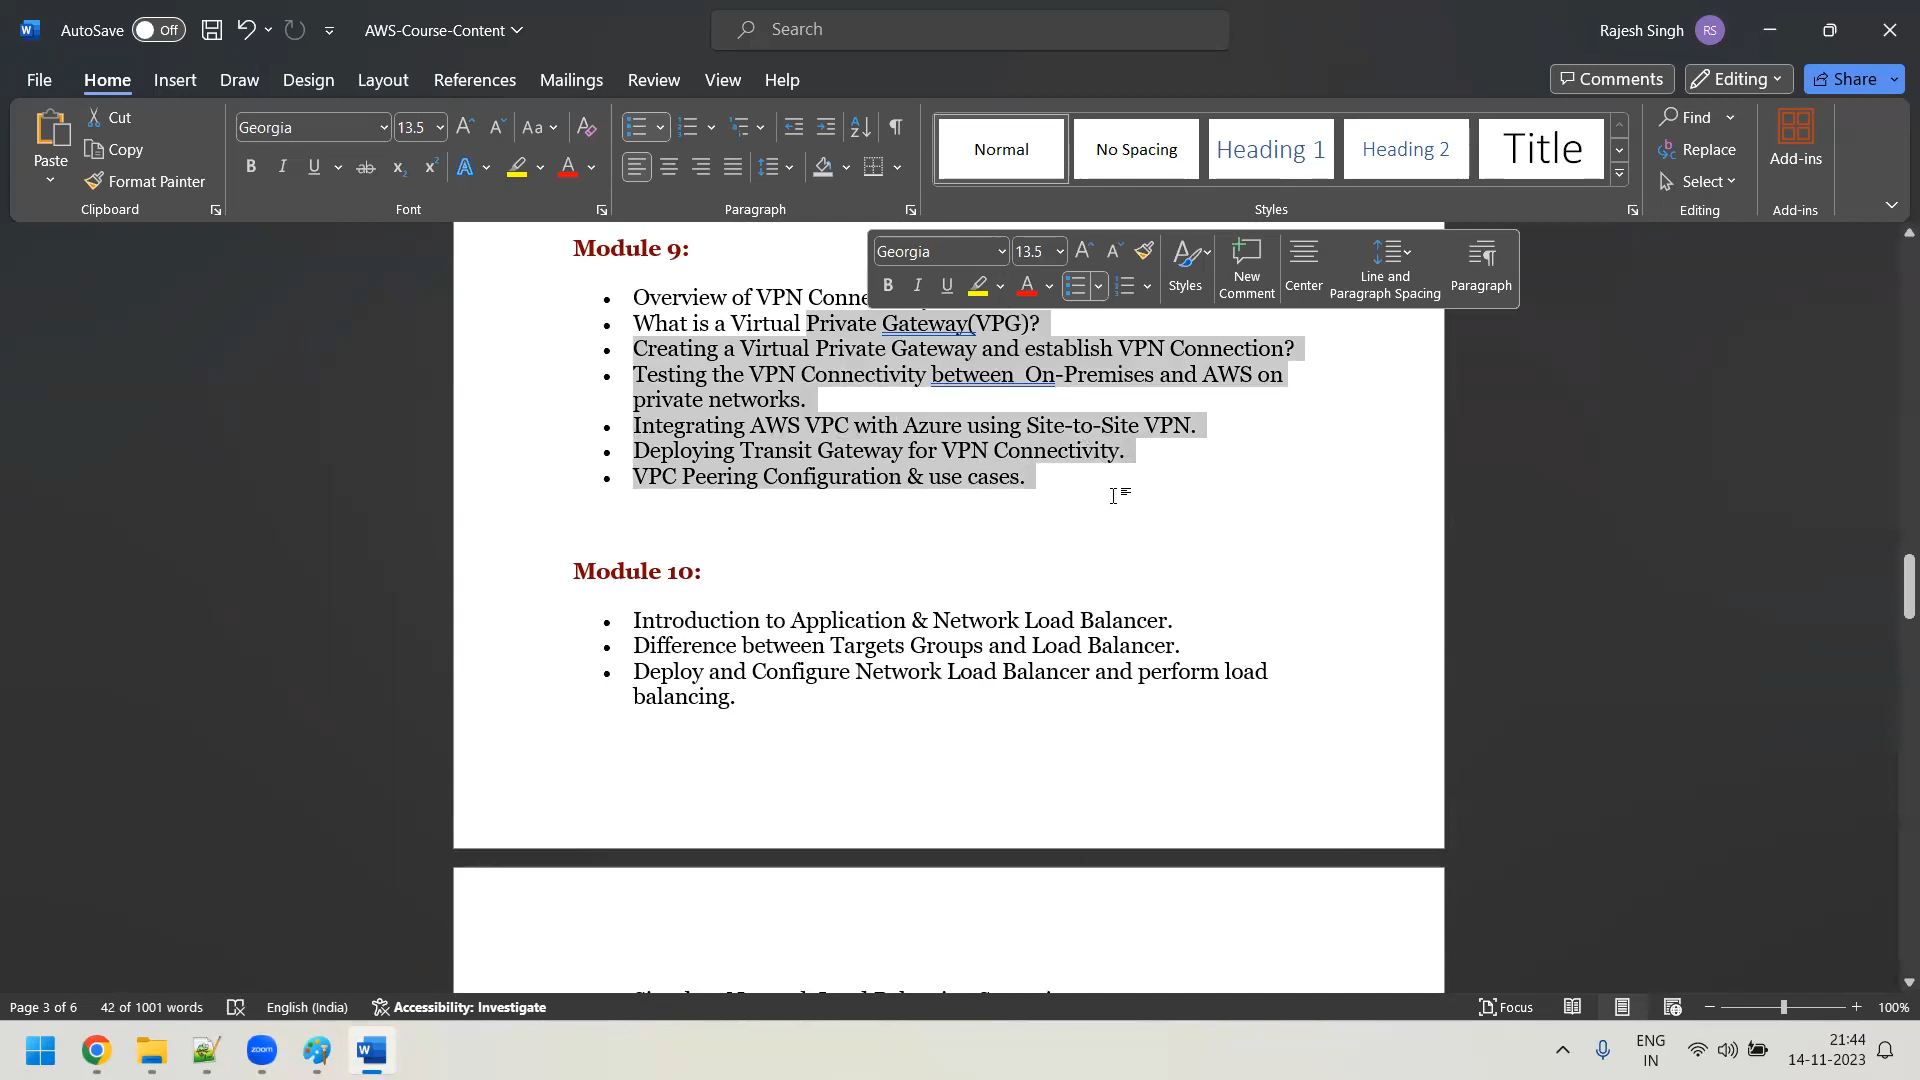 AutoSave Off AWS-Course-Content Search Rajesh Singh RS
File Home Insert Draw Design Layout References Mailings Review View Help Comments Editing Share
Paste
Cut
Copy
Format Painter
Clipboard
Georgia 13.5
Font
Paragraph
Normal No Spacing Heading 1 Heading 2 Title
Styles
Find
Replace
Select
Editing
Add-ins
Add-ins
Georgia 13.5
Styles
New
Comment
Center
Line and
Paragraph Spacing
Paragraph
Module 9:
• Overview of VPN Conne
• What is a Virtual Private Gateway(VPG)?
• Creating a Virtual Private Gateway and establish VPN Connection?
• Testing the VPN Connectivity between On-Premises and AWS on
private networks.
• Integrating AWS VPC with Azure using Site-to-Site VPN.
• Deploying Transit Gateway for VPN Connectivity.
• VPC Peering Configuration & use cases.
Module 10:
• Introduction to Application & Network Load Balancer.
• Difference between Targets Groups and Load Balancer.
• Deploy and Configure Network Load Balancer and perform load
balancing.
Page 3 of 6 42 of 1001 words English (India) Accessibility: Investigate Focus 100%
zoom
ENG
IN
21:44
14-11-2023